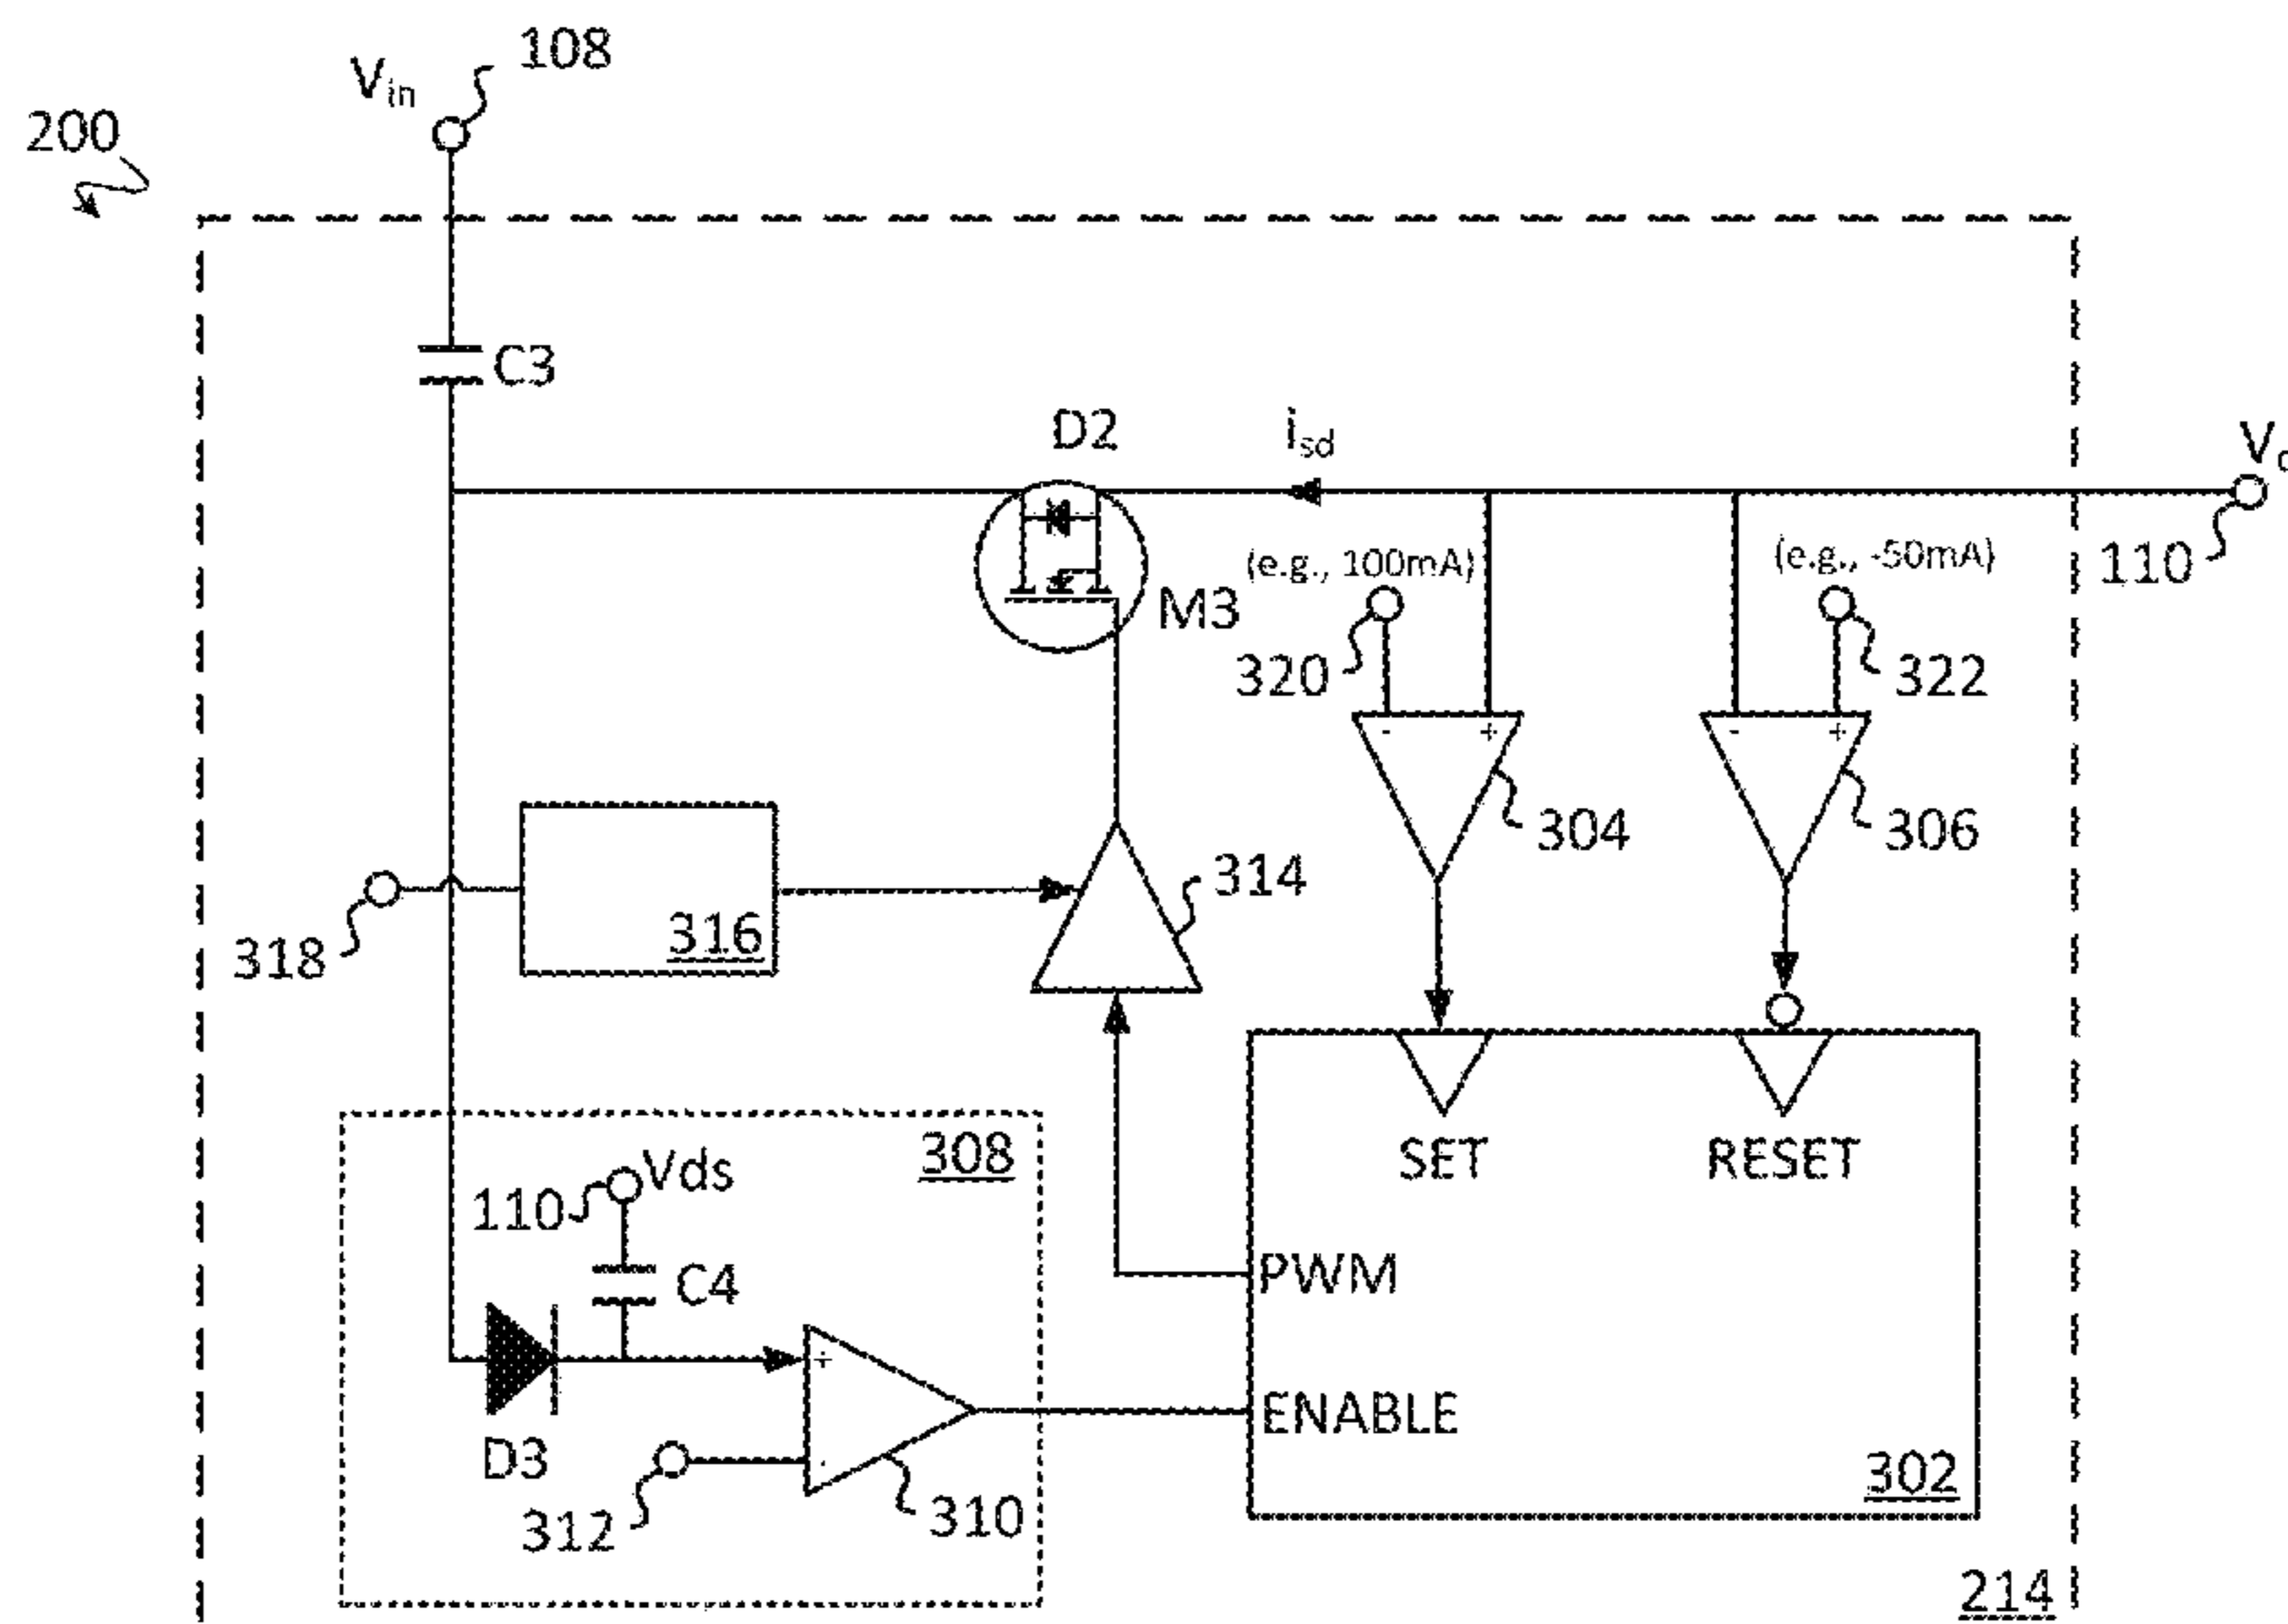 108
Vin
200
C3
D2
isd
V
(e.g., 100mA)
(e.g., -50mA)
110
M3
320
322
- +
- +
304
306
314
316
318
308
Vds
110
SET
RESET
C4
PWM
+
ENABLE
D3
-
302
312
310
214